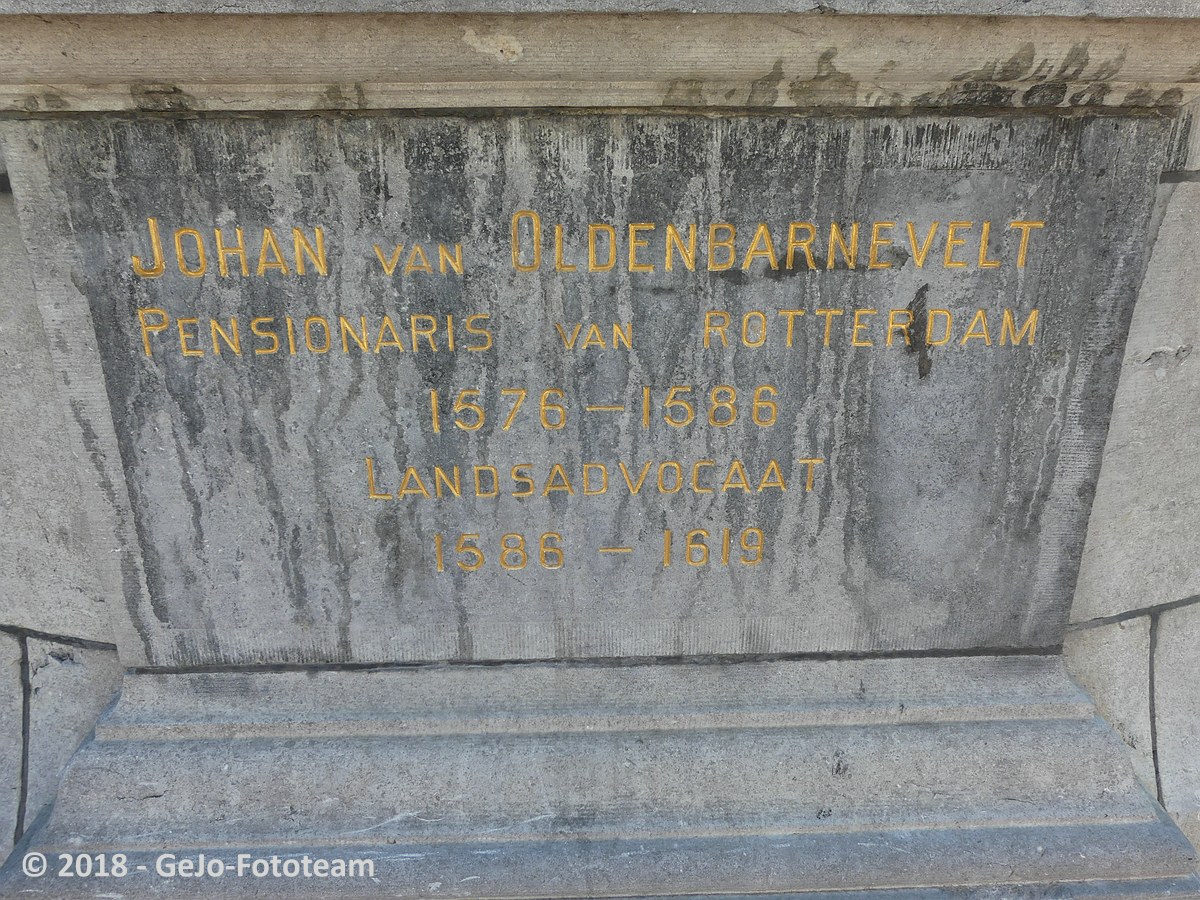 Johan van Oldenbarnevelt
Pensionaris van Rotterdam
1576 — 1586
Landsadvocaat
1586 — 1619
© 2018 - GeJo-Fototeam